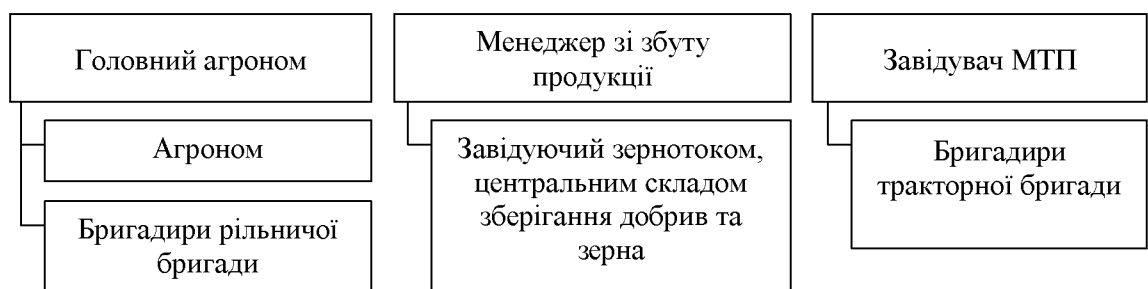 Головний агроном
Агроном
Бригадири рільничої
бригади
Менеджер зі збуту
продукції
Завідуючий зернотоком,
центральним складом
зберігання добрив та
зерна
Завідувач МТП
Бригадири
тракторної бригади